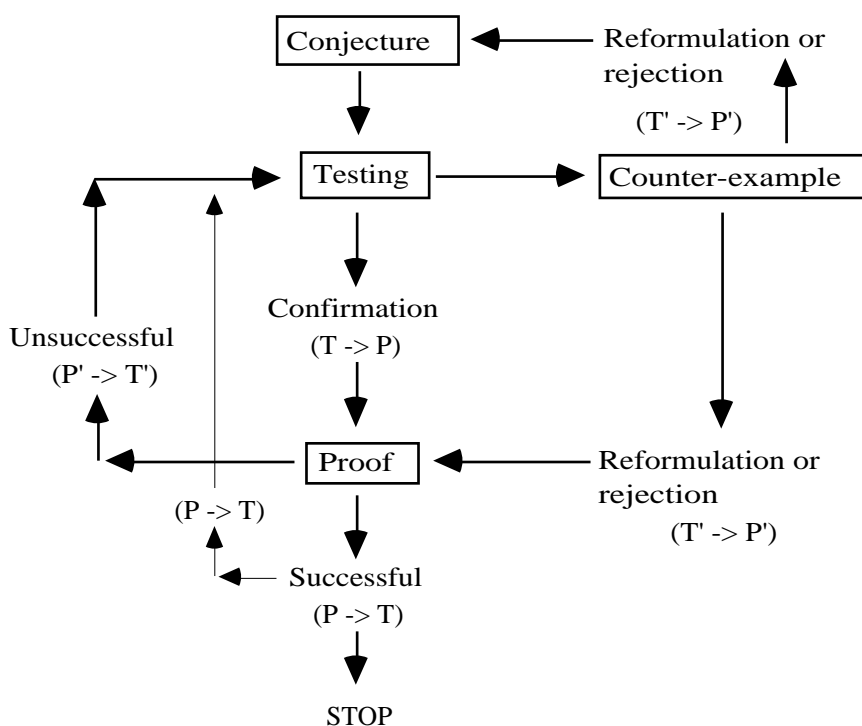 Conjecture
Reformulation or
rejection
(T' -> P')
Testing
Counter-example
Confirmation
(T -> P)
Unsuccessful
(P' -> T')
Proof
Reformulation or
rejection
(T' -> P')
(P -> T)
Successful
(P -> T)
STOP